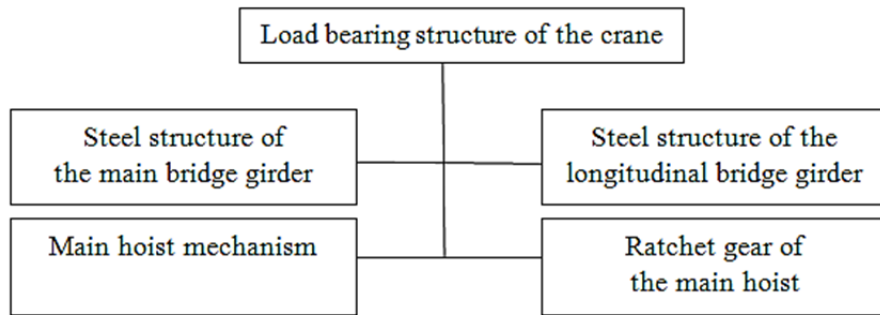 Load bearing structure of the crane
Steel structure of
the main bridge girder
Steel structure of the
longitudinal bridge girder
Main hoist mechanism
Ratchet gear of
the main hoist